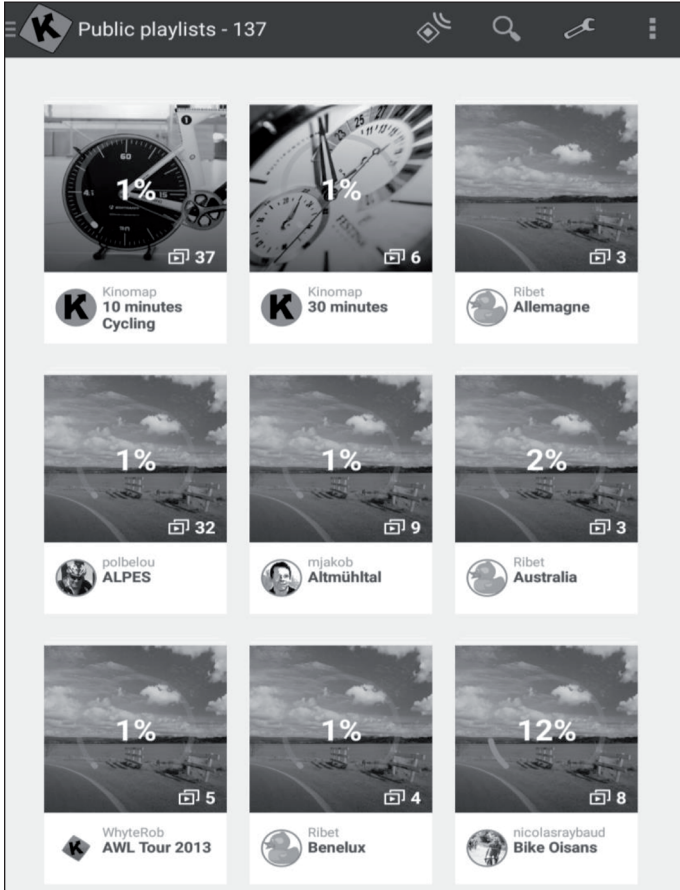 Public playlists - 137
1%
37
Kinomap
10 minutes
Cycling
1%
6
Kinomap
30 minutes
3
Ribet
Allemagne
1%
32
polbelou
ALPES
1%
9
mjakob
Altmühltal
2%
3
Ribet
Australia
1%
5
WhyteRob
AWL Tour 2013
1%
4
Ribet
Benelux
12%
8
nicolasraybaud
Bike Oisans